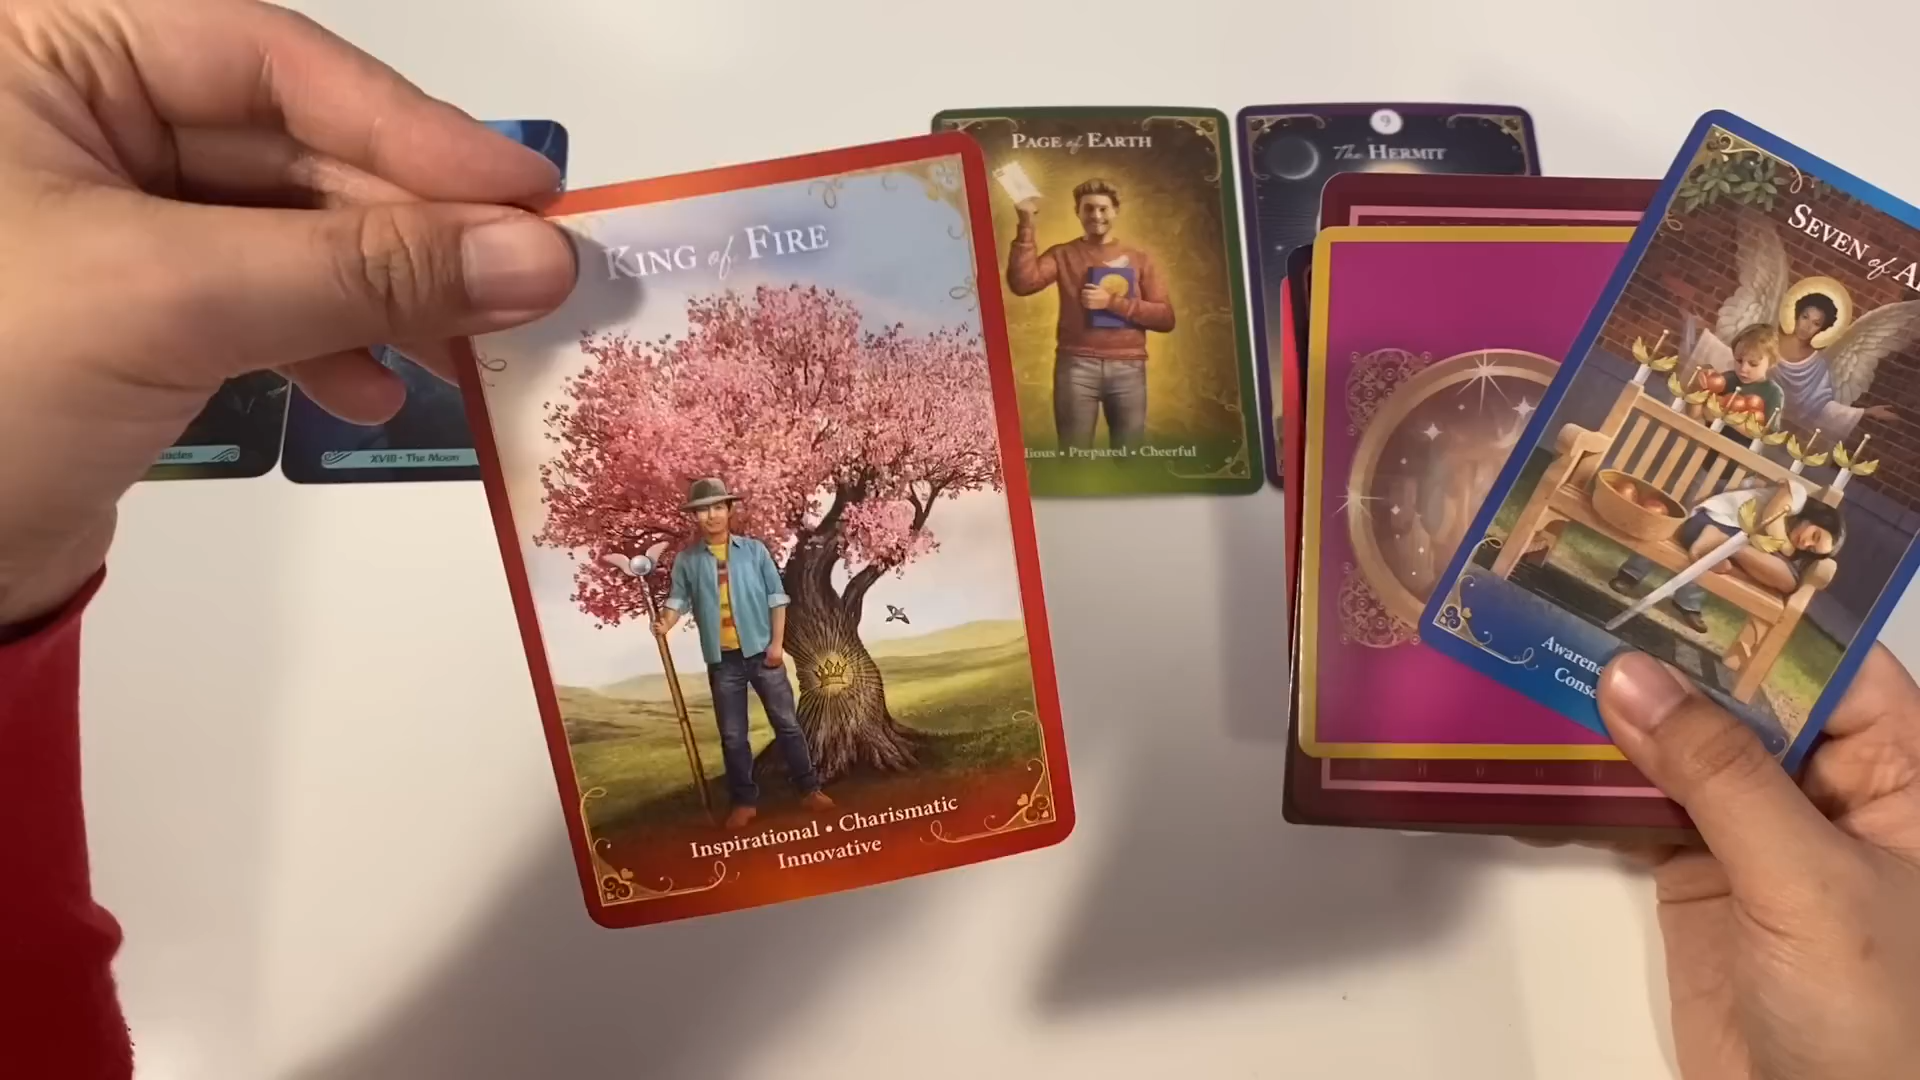 KING of FIRE
Inspirational • Charismatic
Innovative
XVIII - The Moon
PAGE of EARTH
• Prepared • Cheerful
9
The HERMIT
SEVEN of